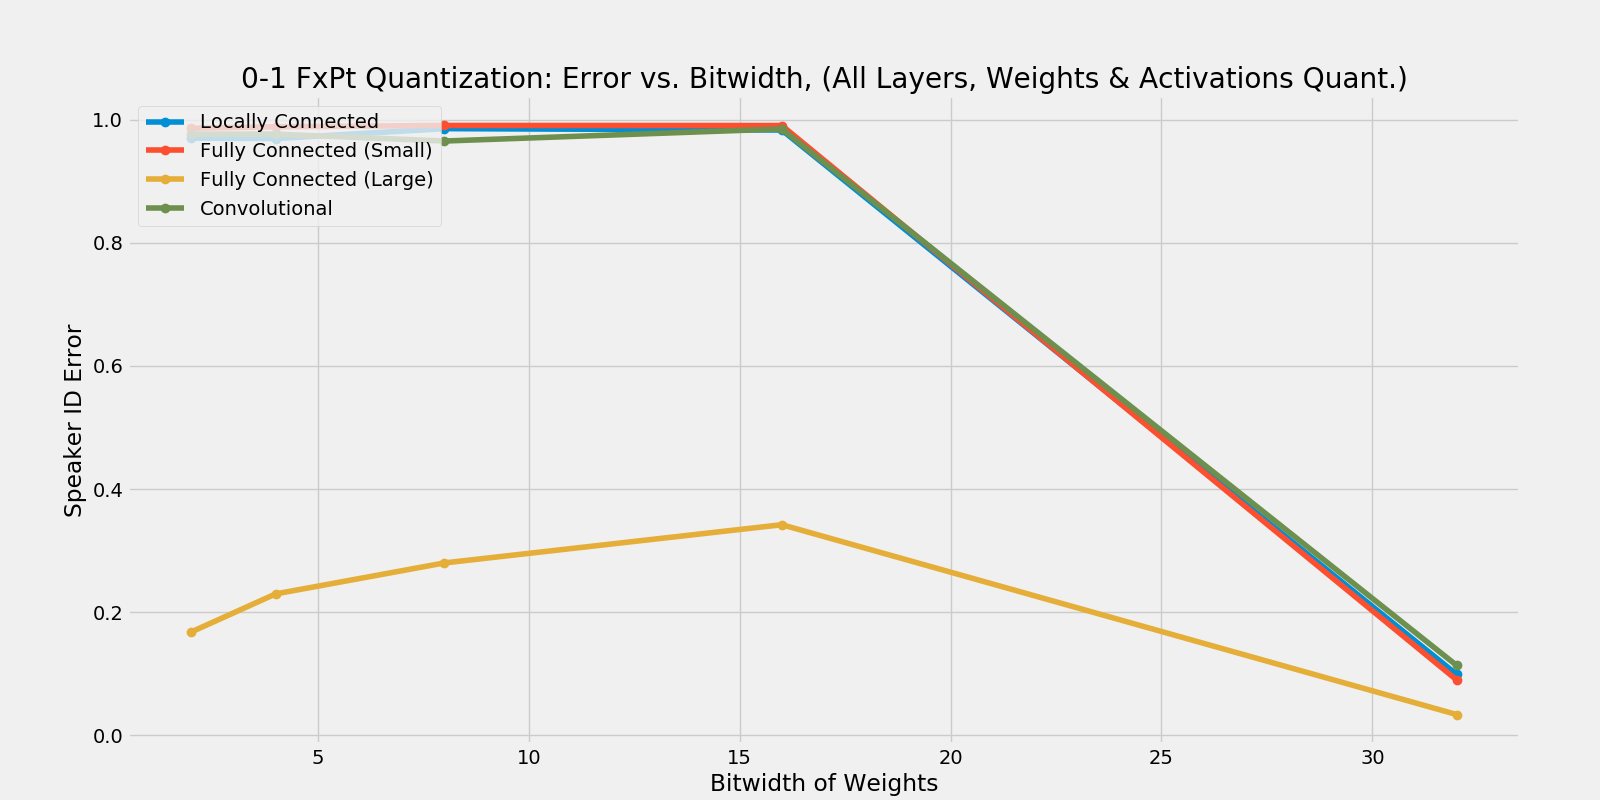 0-1 FxPt Quantization: Error vs. Bitwidth, (All Layers, Weights & Activations Quant.)
Locally Connected
Fully Connected (Small)
Fully Connected (Large)
Convolutional
Speaker ID Error
1.0
0.8
0.6
0.4
0.2
0.0
5 10 15 20 25 30
Bitwidth of Weights